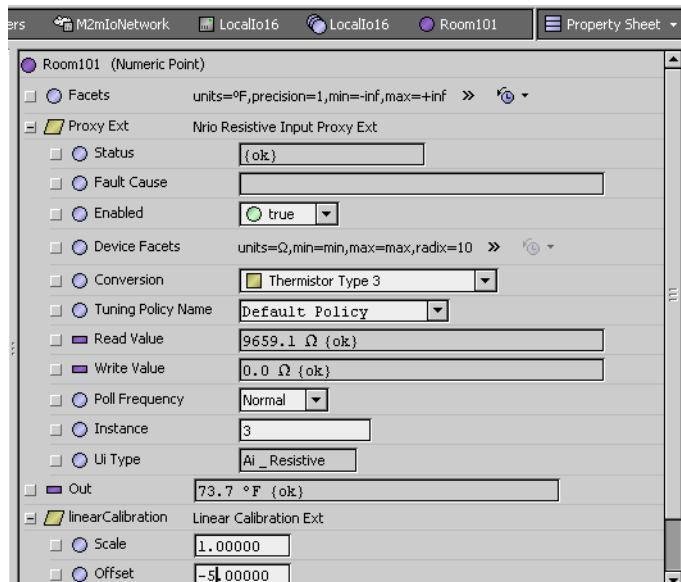 ers M2mIoNetwork LocalIo16 LocalIo16 Room101 Property Sheet
Room101 (Numeric Point)
Facets units=ºF,precision=1,min=-inf,max=+inf »
Proxy Ext Nrio Resistive Input Proxy Ext
Status {ok}
Fault Cause
Enabled true
Device Facets units=Ω,min=min,max=max,radix=10 »
Conversion Thermistor Type 3
Tuning Policy Name Default Policy
Read Value 9659.1 Ω {ok}
Write Value 0.0 Ω {ok}
Poll Frequency Normal
Instance 3
Ui Type Ai_Resistive
Out 73.7 °F {ok}
linearCalibration Linear Calibration Ext
Scale 1.00000
Offset -5.00000